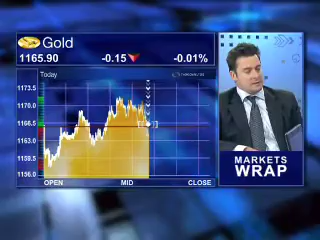 Gold
1165.90 -0.15 -0.01%
Today
1173.5
1170.0
1166.5
1163.0
1159.5
1156.0
OPEN MID CLOSE
MARKETS
WRAP